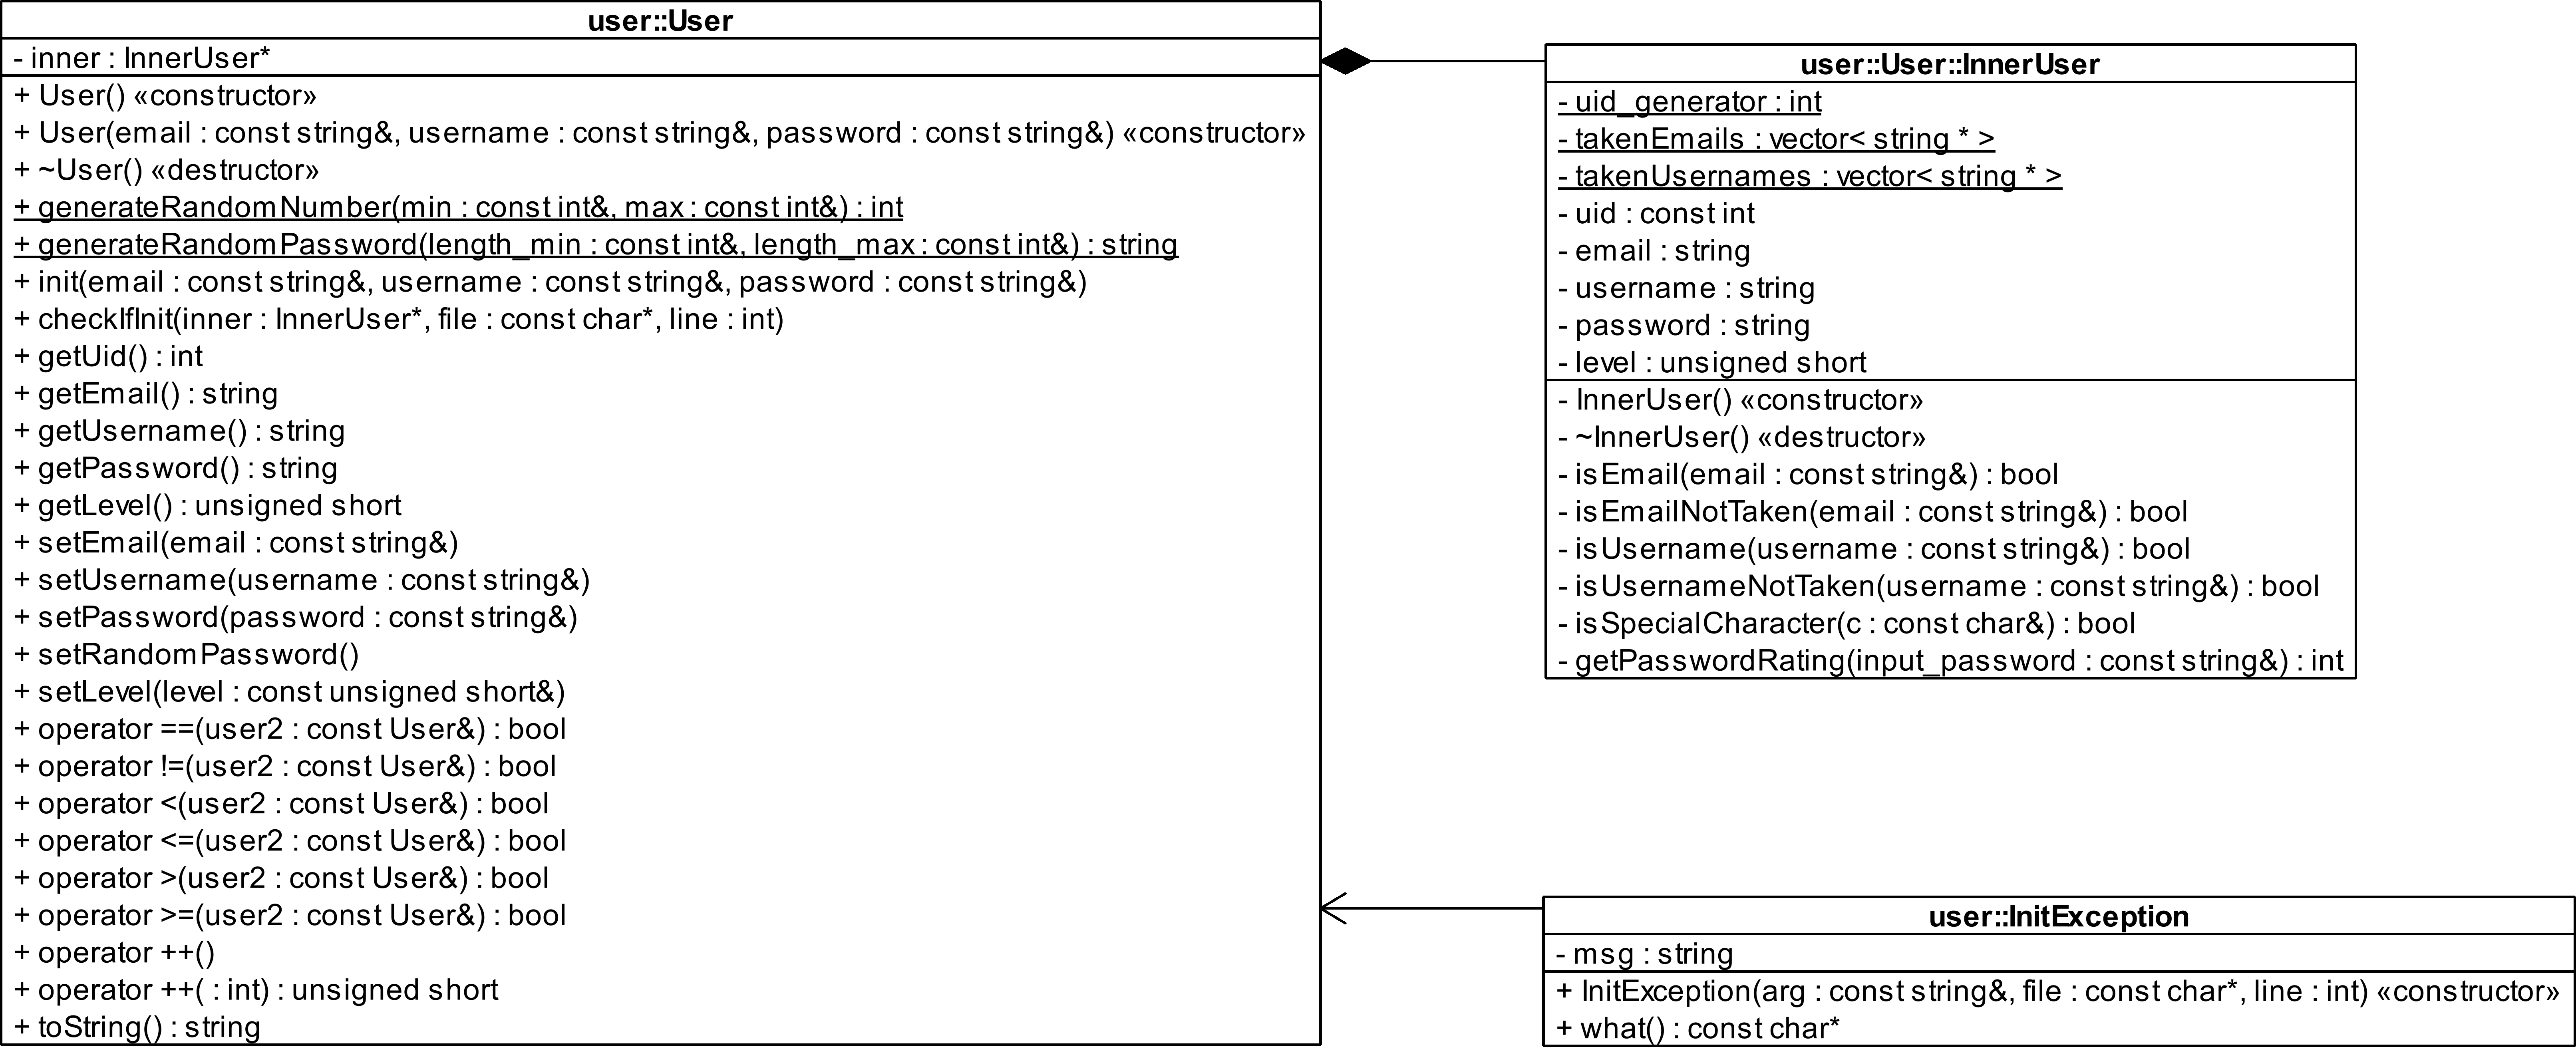 user::User
- inner : InnerUser*
+ User() «constructor»
+ User(email : const string&, username : const string&, password : const string&) «constructor»
+ ~User() «destructor»
+ generateRandomNumber(min : const int&, max : const int&) : int
+ generateRandomPassword(length_min : const int&, length_max : const int&) : string
+ init(email : const string&, username : const string&, password : const string&)
+ checkIfInit(inner : InnerUser*, file : const char*, line : int)
+ getUid() : int
+ getEmail() : string
+ getUsername() : string
+ getPassword() : string
+ getLevel() : unsigned short
+ setEmail(email : const string&)
+ setUsername(username : const string&)
+ setPassword(password : const string&)
+ setRandomPassword()
+ setLevel(level : const unsigned short&)
+ operator ==(user2 : const User&) : bool
+ operator !=(user2 : const User&) : bool
+ operator <(user2 : const User&) : bool
+ operator <=(user2 : const User&) : bool
+ operator >(user2 : const User&) : bool
+ operator >=(user2 : const User&) : bool
+ operator ++()
+ operator ++( : int) : unsigned short
+ toString() : string
user::User::InnerUser
- uid_generator : int
- takenEmails : vector< string * >
- takenUsernames : vector< string * >
- uid : const int
- email : string
- username : string
- password : string
- level : unsigned short
- InnerUser() «constructor»
- ~InnerUser() «destructor»
- isEmail(email : const string&) : bool
- isEmailNotTaken(email : const string&) : bool
- isUsername(username : const string&) : bool
- isUsernameNotTaken(username : const string&) : bool
- isSpecialCharacter(c : const char&) : bool
- getPasswordRating(input_password : const string&) : int
user::InitException
- msg : string
+ InitException(arg : const string&, file : const char*, line : int) «constructor»
+ what() : const char*